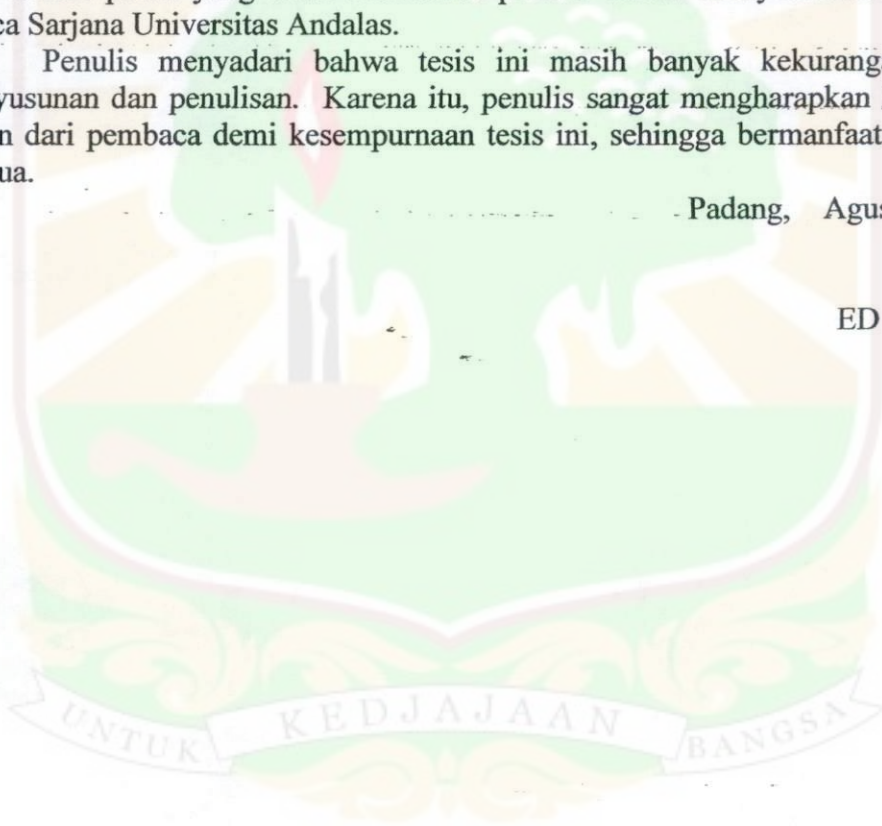 ca Sarjana Universitas Andalas.
Penulis menyadari bahwa tesis ini masih banyak kekurang
yusunan dan penulisan. Karena itu, penulis sangat mengharapkan
n dari pembaca demi kesempurnaan tesis ini, sehingga bermanfaat
ua.
Padang, Agus
ED
UNTUK KEDJAJAAN BANGSA